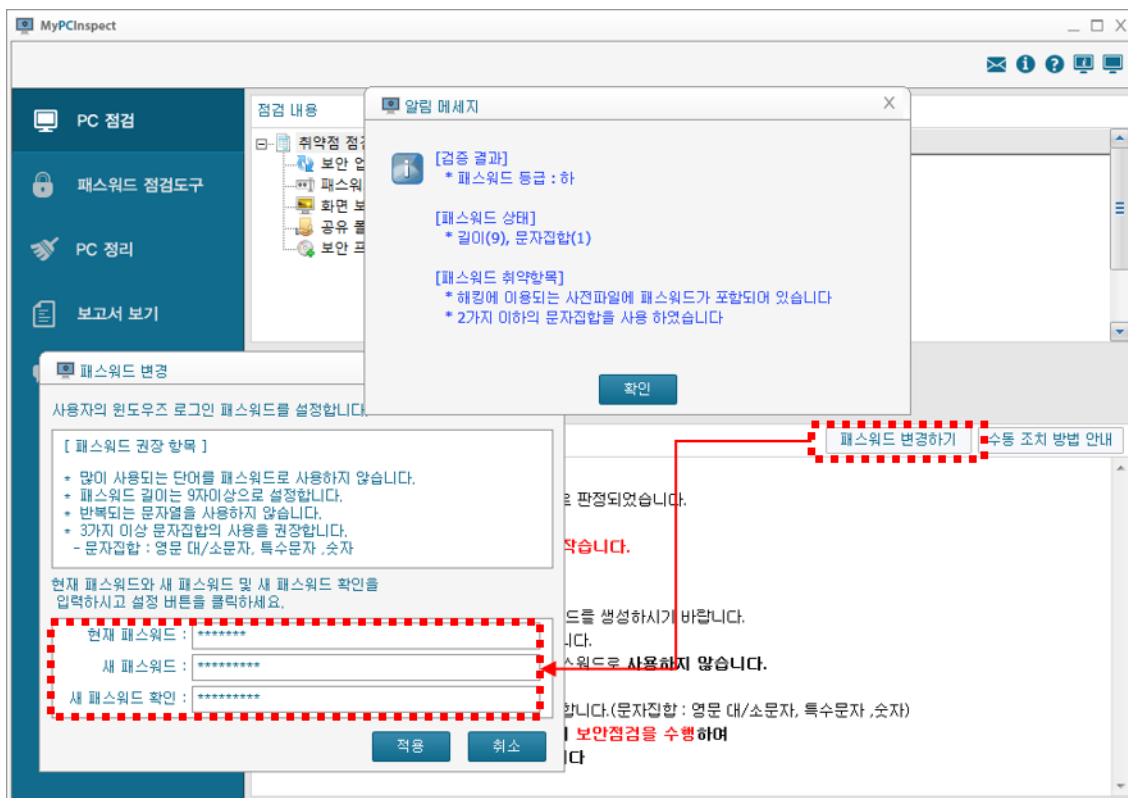 MyPCInspect
PC 점검
패스워드 점검도구
PC 정리
보고서 보기
점검 내용
취약점 점검
보안 업
패스워
화면 보
공유 폴
보안 프
알림 메세지
[검증 결과]
* 패스워드 등급 : 하
[패스워드 상태]
* 길이(9), 문자집합(1)
[패스워드 취약항목]
* 해킹에 이용되는 사전파일에 패스워드가 포함되어 있습니다
* 2가지 이하의 문자집합을 사용 하였습니다
확인
패스워드 변경하기
수동 조치 방법 안내
패스워드 변경
사용자의 윈도우즈 로그인 패스워드를 설정합니다.
[ 패스워드 권장 항목 ]
* 많이 사용되는 단어를 패스워드로 사용하지 않습니다.
* 패스워드 길이는 9자이상으로 설정합니다.
* 반복되는 문자열을 사용하지 않습니다.
* 3가지 이상 문자집합의 사용을 권장합니다.
- 문자집합 : 영문 대/소문자, 특수문자 ,숫자
현재 패스워드와 새 패스워드 및 새 패스워드 확인을
입력하시고 설정 버튼을 클릭하세요.
현재 패스워드 : *******
새 패스워드 : *********
새 패스워드 확인 : *********
적용
취소
판정되었습니다.
작습니다.
드를 생성하시기 바랍니다.
니다.
스워드로 사용하지 않습니다.
합니다.(문자집합 : 영문 대/소문자, 특수문자 ,숫자)
보안점검을 수행하여
니다